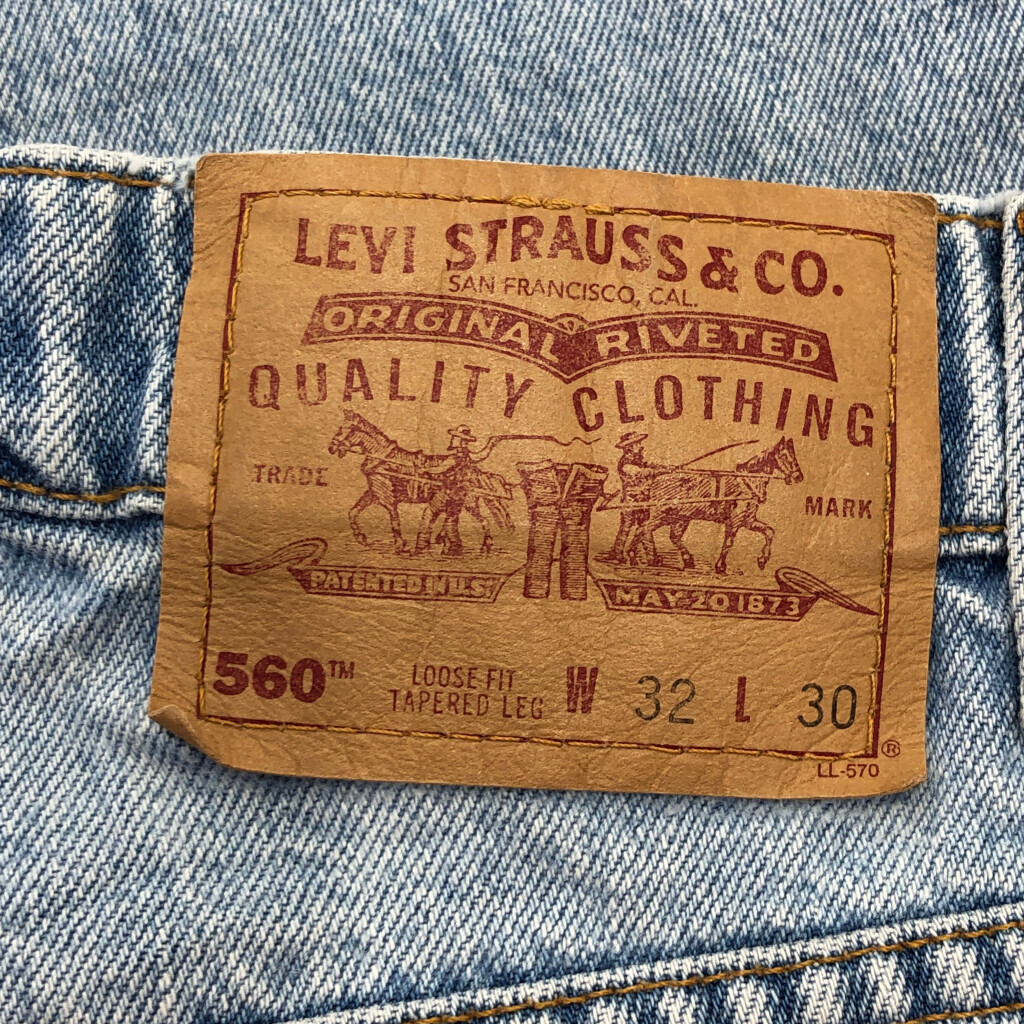 LEVI STRAUSS & CO.
SAN FRANCISCO, CAL.
ORIGINAL RIVETED
QUALITY CLOTHING
TRADE MARK
PATENTED IN U.S. MAY 20 1873
560™ LOOSE FIT TAPERED LEG W 32 L 30
®
LL-570